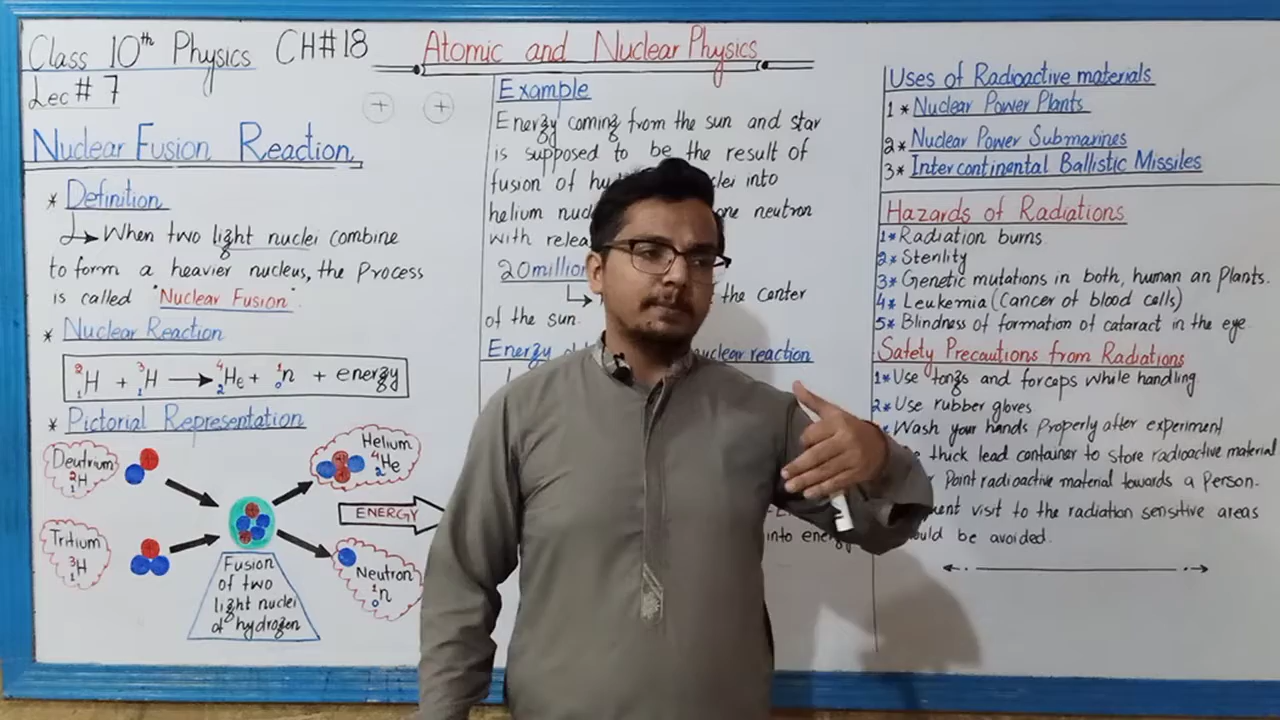 Class 10th Physics CH#18
Lec # 7
Atomic and Nuclear Physics
Nuclear Fusion Reaction
* Definition
When two light nuclei combine
to form a heavier nucleus, the Process
is called "Nuclear Fusion".
* Nuclear Reaction
²₁H + ³₁H → ⁴₂He + ¹₀n + energy
* Pictorial Representation
Deutrium
²₁H
Tritium
³₁H
Fusion
of two
light nuclei
of hydrogen
Helium
⁴₂He
ENERGY
Neutron
¹₀n
+ +
Example
Energy coming from the sun and star
is supposed to be the result of
fusion of into
helium one neutron
with
20 million
the center
of the sun.
Energy nuclear reaction
into energy
Uses of Radioactive materials
1* Nuclear Power Plants
2* Nuclear Power Submarines
3* Intercontinental Ballistic Missiles
Hazards of Radiations
1* Radiation burns
2* Sterility
3* Genetic mutations in both, human an Plants.
4* Leukemia (Cancer of blood cells)
5* Blindness of formation of cataract in the eye
Safety Precautions from Radiations
1* Use tongs and forceps while handling
2* Use rubber gloves
* Wash your hands Properly after experiment
thick lead container to store radioactive material
Point radioactive material towards a Person.
visit to the radiation sensitive areas
be avoided.